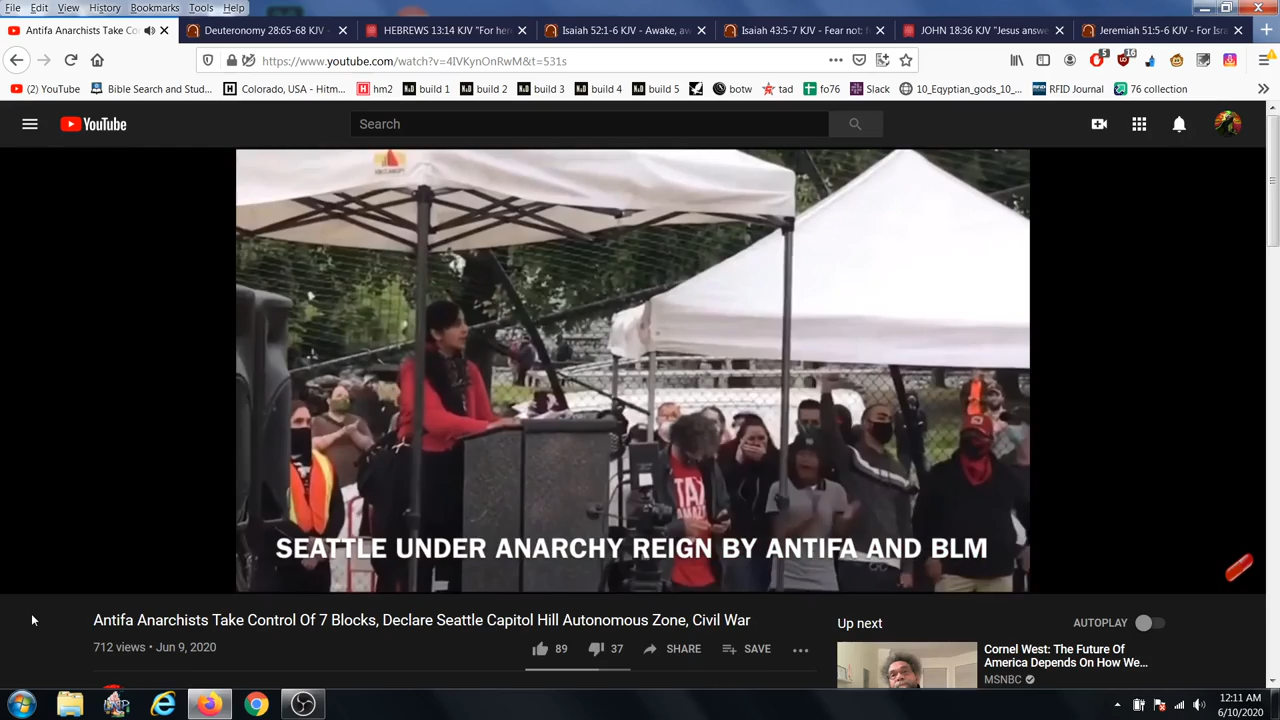 File Edit View History Bookmarks Tools Help
Antifa Anarchists Take Co
Deuteronomy 28:65-68 KJV -
HEBREWS 13:14 KJV "For her
Isaiah 52:1-6 KJV - Awake, aw
Isaiah 43:5-7 KJV - Fear not: f
JOHN 18:36 KJV "Jesus answe
Jeremiah 51:5-6 KJV - For Isra
https://www.youtube.com/watch?v=4IVKynOnRwM&t=531s
5
16
(2) YouTube
Bible Search and Stud...
Colorado, USA - Hitm...
hm2
build 1
build 2
build 3
build 4
build 5
botw
tad
fo76
Slack
10_Egyptian_gods_10_...
RFID Journal
76 collection
YouTube
Search
TAX
AMAZON
SEATTLE UNDER ANARCHY REIGN BY ANTIFA AND BLM
Antifa Anarchists Take Control Of 7 Blocks, Declare Seattle Capitol Hill Autonomous Zone, Civil War
712 views • Jun 9, 2020
89
37
SHARE
SAVE
Up next
AUTOPLAY
Cornel West: The Future Of
America Depends On How We...
MSNBC
12:11 AM
6/10/2020